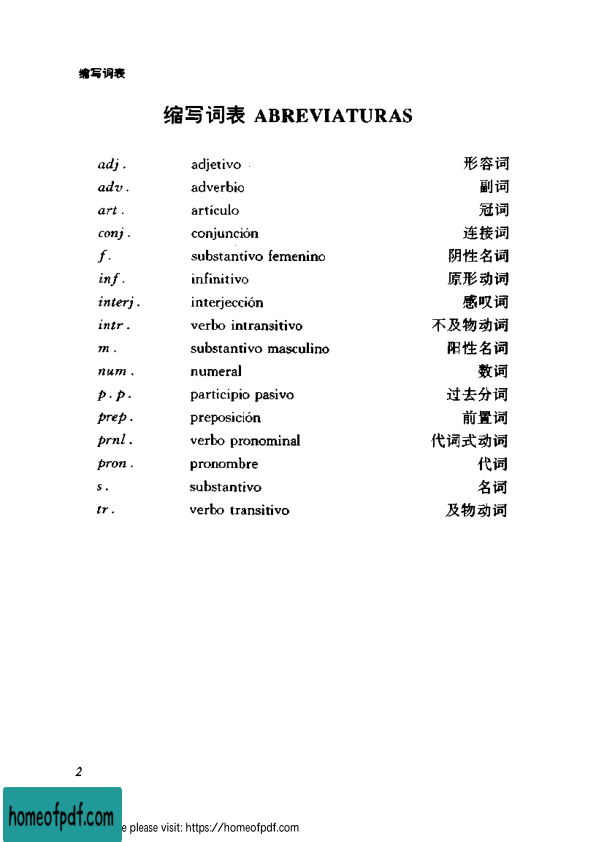 缩写词表
缩写词表 ABREVIATURAS
adj. adjetivo 形容词
adv. adverbio 副词
art. artículo 冠词
conj. conjunción 连接词
f. substantivo femenino 阴性名词
inf. infinitivo 原形动词
interj. interjección 感叹词
intr. verbo intransitivo 不及物动词
m. substantivo masculino 阳性名词
num. numeral 数词
p.p. participio pasivo 过去分词
prep. preposición 前置词
prnl. verbo pronominal 代词式动词
pron. pronombre 代词
s. substantivo 名词
tr. verbo transitivo 及物动词
2
homeofpdf.com
e please visit: https://homeofpdf.com